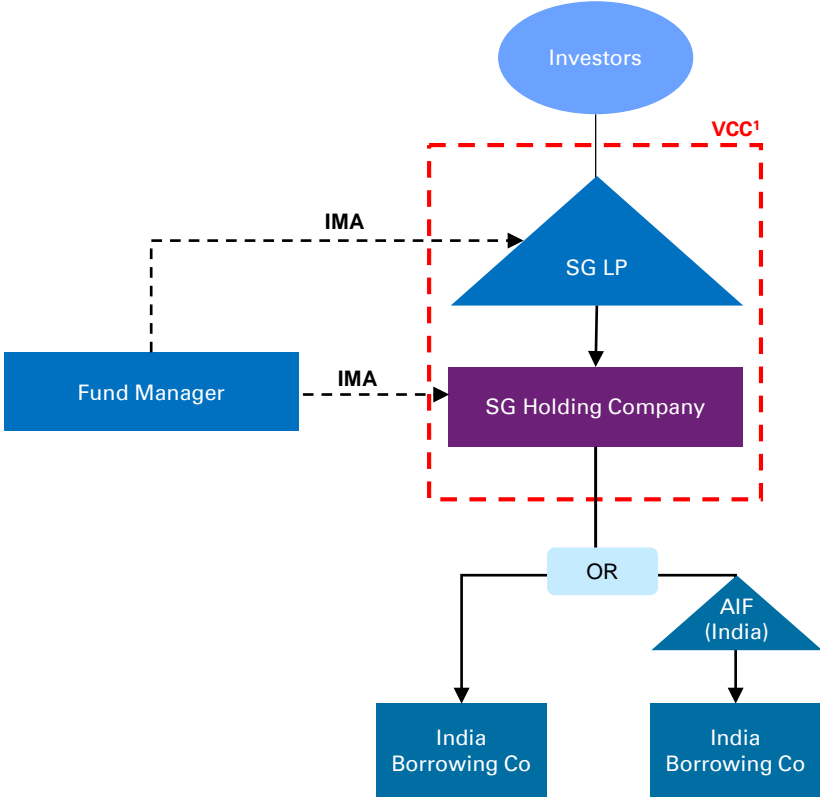 Investors
VCC¹
IMA
SG LP
Fund Manager
IMA
SG Holding Company
OR
AIF
(India)
India
Borrowing Co
India
Borrowing Co